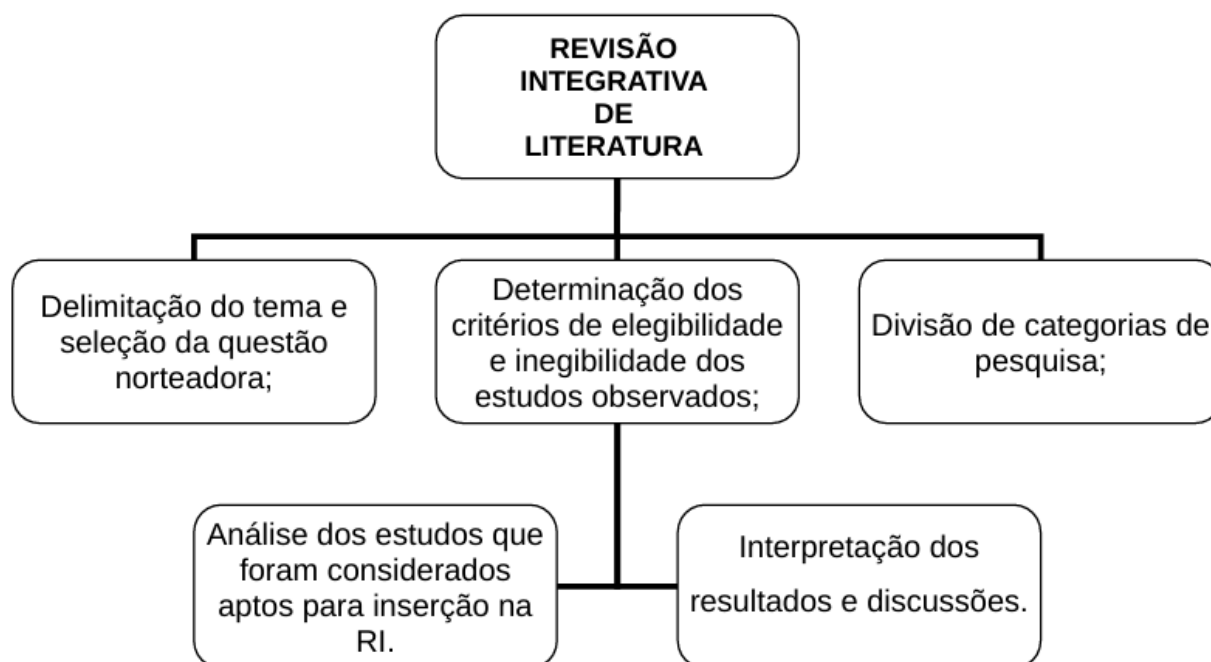 REVISÃO
INTEGRATIVA
DE
LITERATURA
Delimitação do tema e
seleção da questão
norteadora;
Determinação dos
critérios de elegibilidade
e inegibilidade dos
estudos observados;
Divisão de categorias de
pesquisa;
Análise dos estudos que
foram considerados
aptos para inserção na
RI.
Interpretação dos
resultados e discussões.